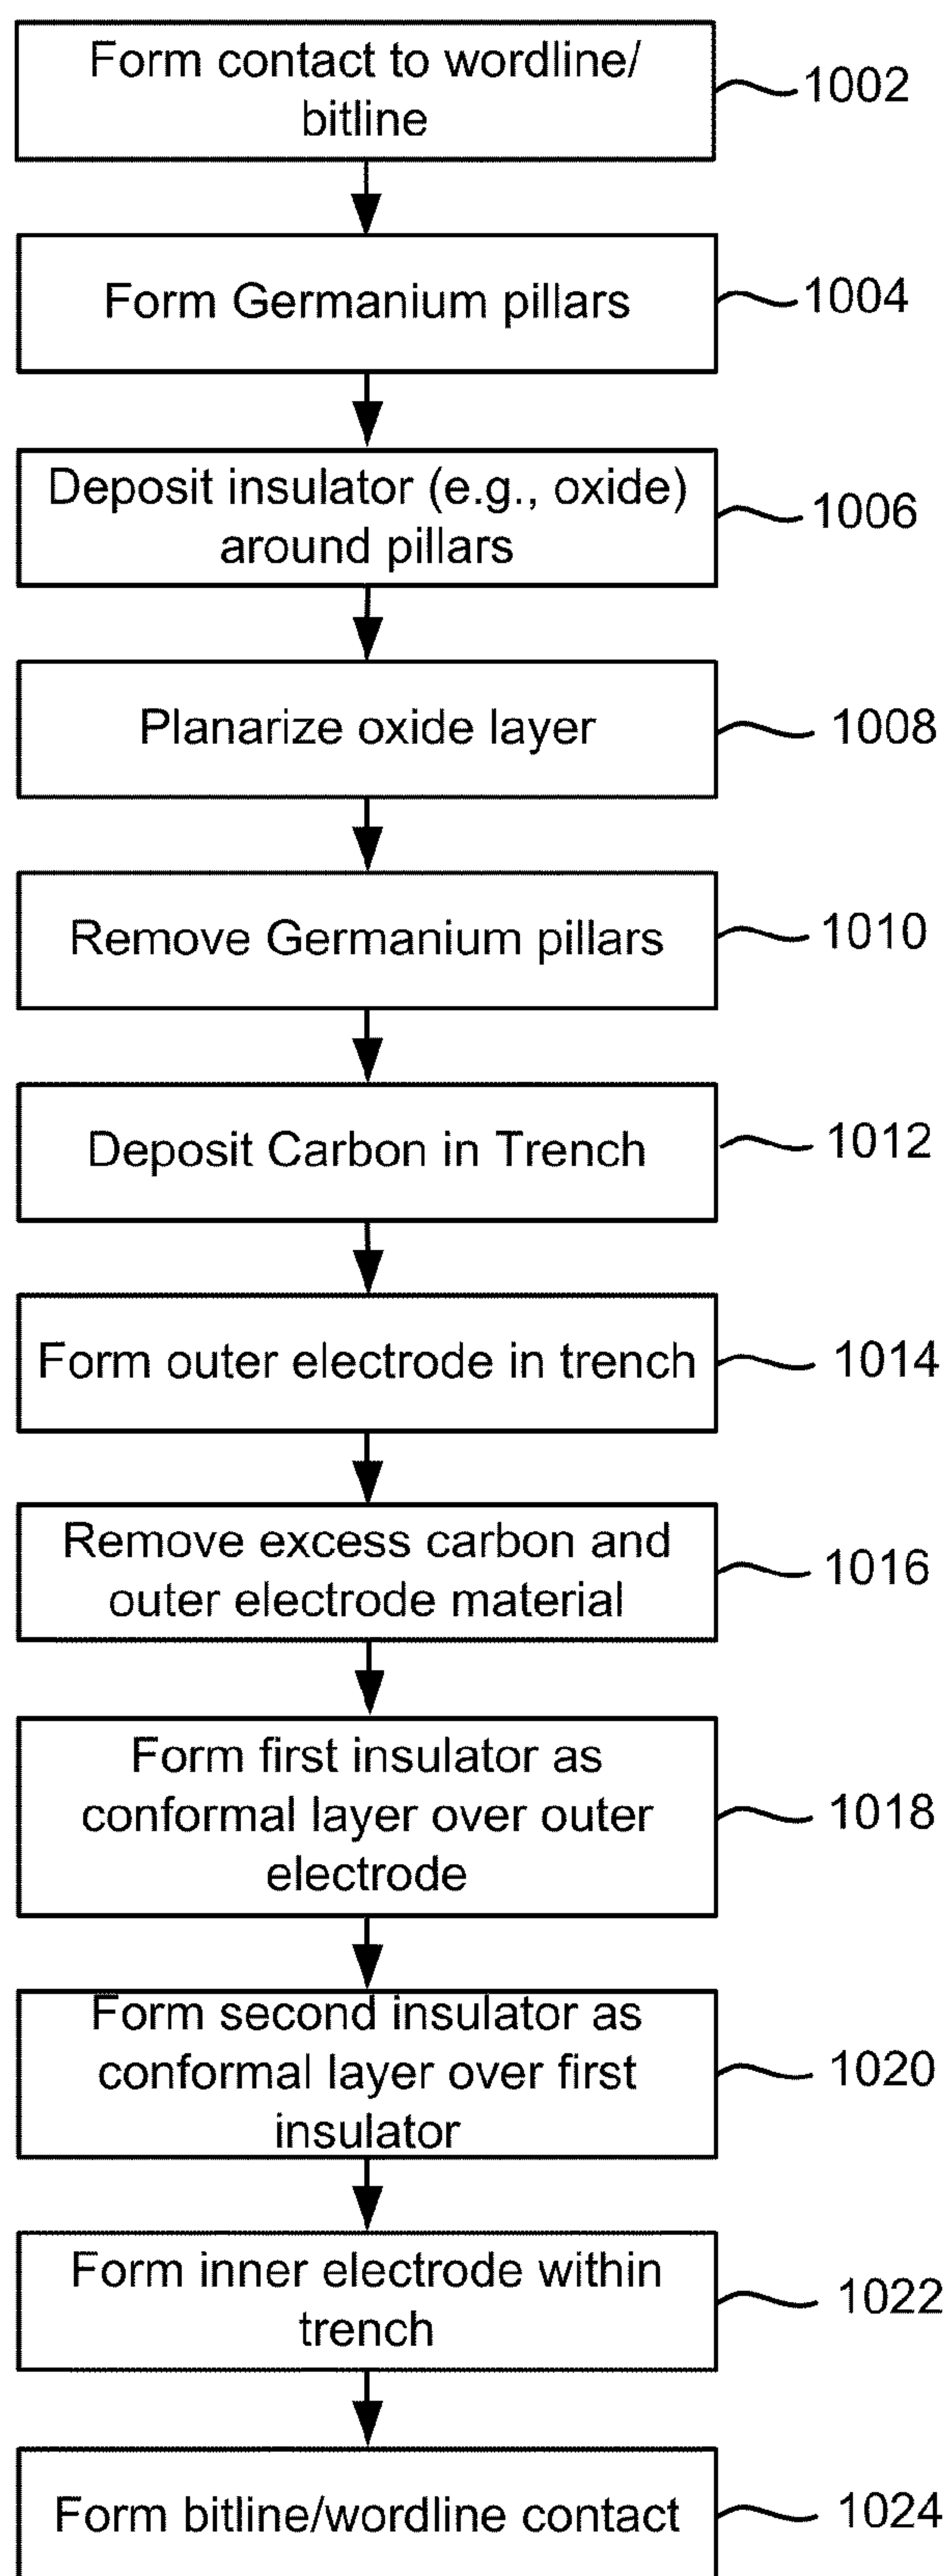 Form contact to wordline/
bitline
1002
Form Germanium pillars
1004
Deposit insulator (e.g., oxide)
around pillars
1006
Planarize oxide layer
1008
Remove Germanium pillars
1010
Deposit Carbon in Trench
1012
Form outer electrode in trench
1014
Remove excess carbon and
outer electrode material
1016
Form first insulator as
conformal layer over outer
electrode
1018
Form second insulator as
conformal layer over first
insulator
1020
Form inner electrode within
trench
1022
Form bitline/wordline contact
1024